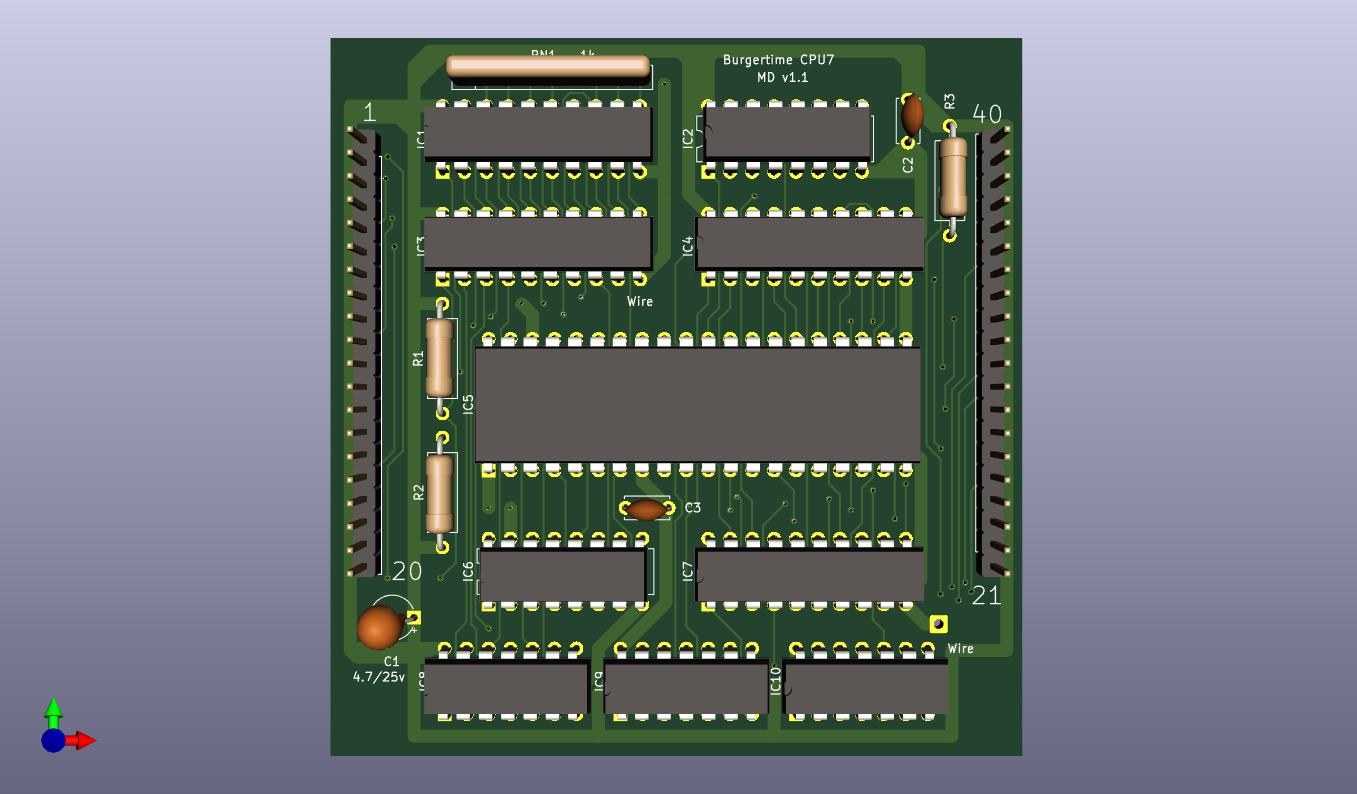 RN1 1k
Burgertime CPU7
MD v1.1
1
IC1
IC2
C2
R3
40
IC3
IC4
Wire
R1
IC5
R2
C3
20
IC6
IC7
21
+
C1
4.7/25v
Wire
IC8
IC9
IC10